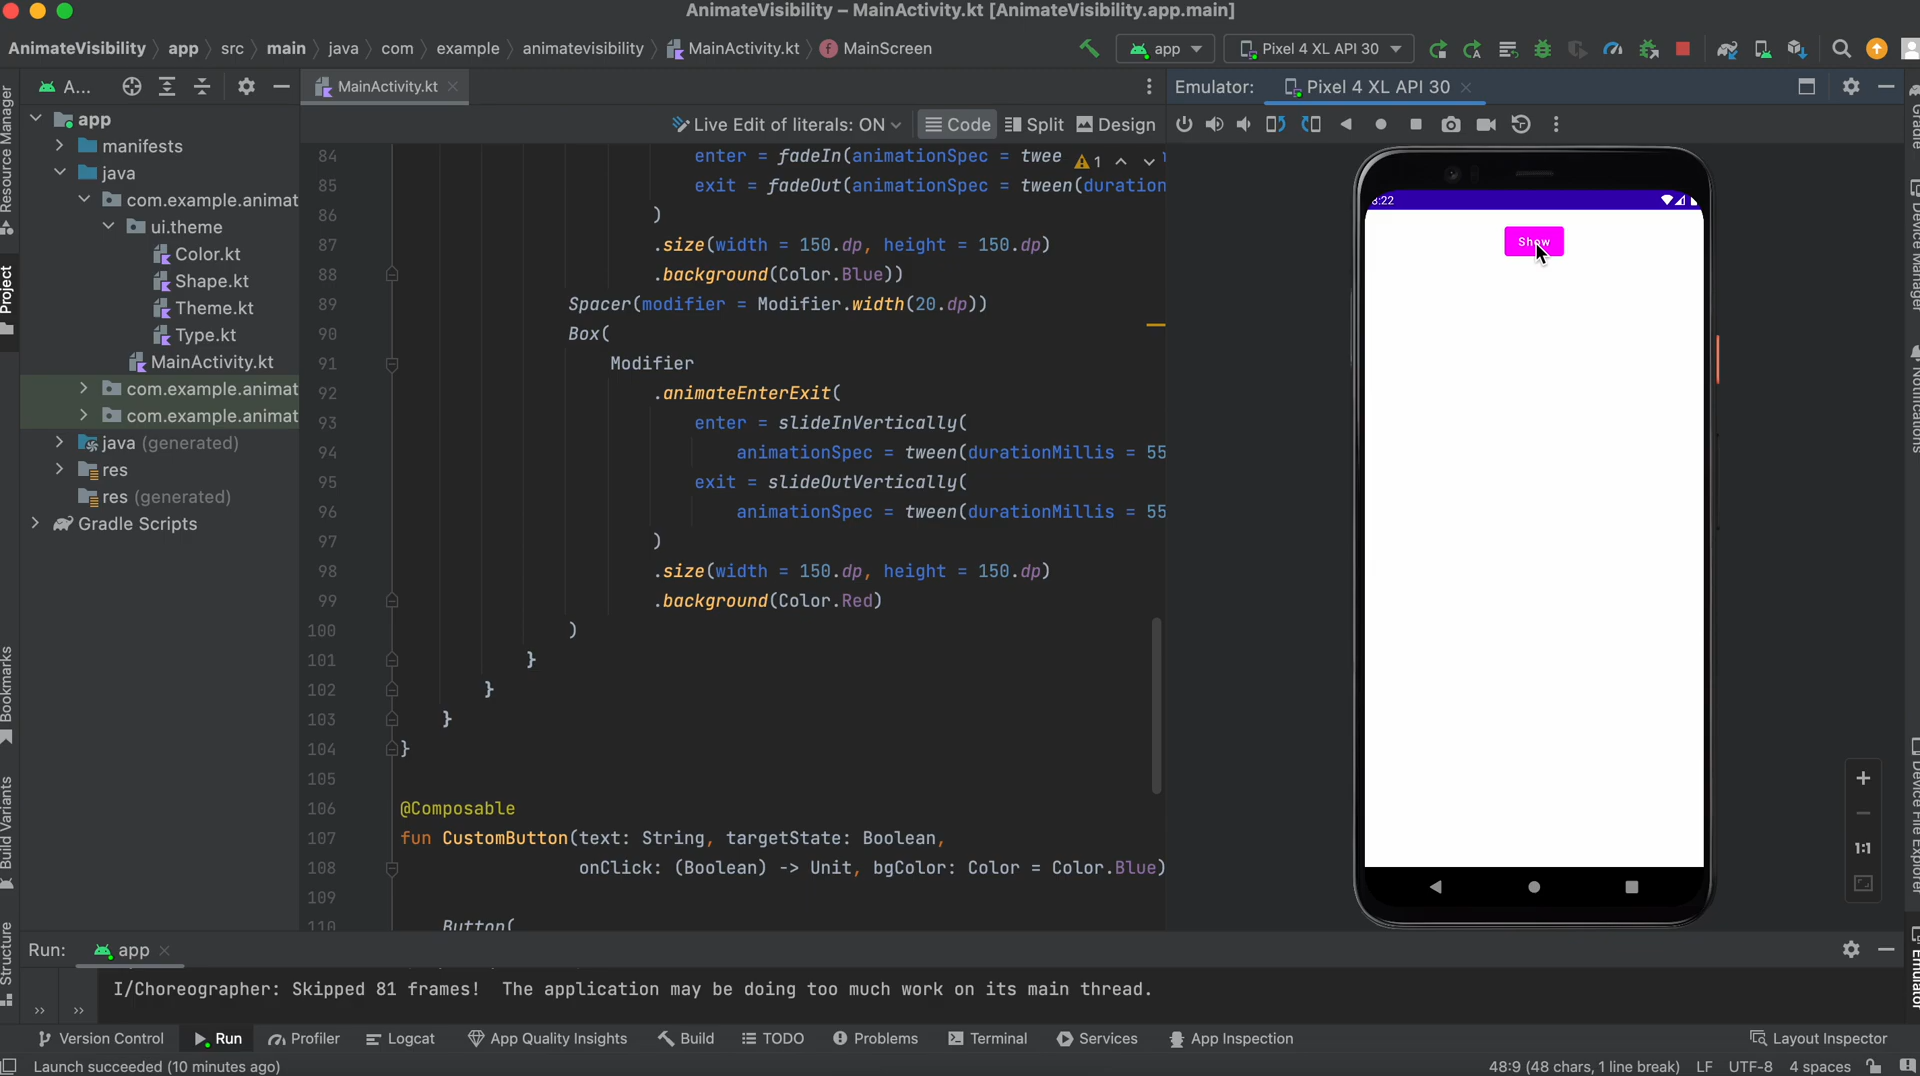 AnimateVisibility – MainActivity.kt [AnimateVisibility.app.main]
AnimateVisibility app src main java com example animatevisibility MainActivity.kt MainScreen
app
Pixel 4 XL API 30
A...
MainActivity.kt
Emulator: Pixel 4 XL API 30
Live Edit of literals: ON Code Split Design
Resource Manager
Project
Bookmarks
Build Variants
Structure
app
manifests
java
com.example.animat
ui.theme
Color.kt
Shape.kt
Theme.kt
Type.kt
MainActivity.kt
com.example.animat
com.example.animat
java (generated)
res
res (generated)
Gradle Scripts
1
84 enter = fadeIn(animationSpec = twee
85 exit = fadeOut(animationSpec = tween(duration
86 )
87 .size(width = 150.dp, height = 150.dp)
88 .background(Color.Blue))
89 Spacer(modifier = Modifier.width(20.dp))
90 Box(
91 Modifier
92 .animateEnterExit(
93 enter = slideInVertically(
94 animationSpec = tween(durationMillis = 55
95 exit = slideOutVertically(
96 animationSpec = tween(durationMillis = 55
97 )
98 .size(width = 150.dp, height = 150.dp)
99 .background(Color.Red)
100 )
101 }
102 }
103 }
104 }
105
106 @Composable
107 fun CustomButton(text: String, targetState: Boolean,
108 onClick: (Boolean) -> Unit, bgColor: Color = Color.Blue)
109
110 Button(
:22
Show
1:1
Gradle
Device Manager
Notifications
Device File Explorer
Emulator
Run: app
I/Choreographer: Skipped 81 frames!  The application may be doing too much work on its main thread.
Version Control Run Profiler Logcat App Quality Insights Build TODO Problems Terminal Services App Inspection Layout Inspector
Launch succeeded (10 minutes ago)
48:9 (48 chars, 1 line break) LF UTF-8 4 spaces